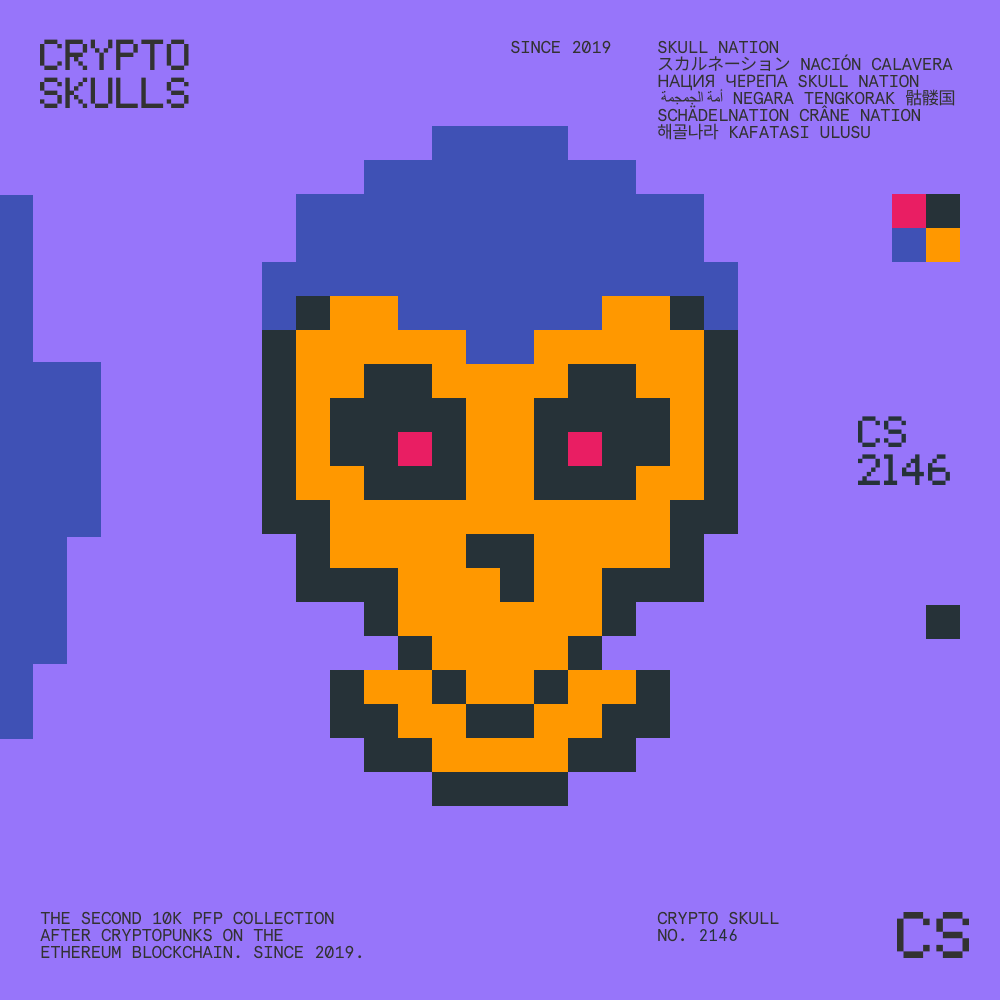 CRYPTO
SKULLS
SINCE 2019
SKULL NATION
スカルネーション NACIÓN CALAVERA
НАЦИЯ ЧЕРЕПА SKULL NATION
أمة الجمجمة NEGARA TENGKORAK 骷髅国
SCHÄDELNATION CRÂNE NATION
해골나라 KAFATASI ULUSU
CS
2146
THE SECOND 10K PFP COLLECTION
AFTER CRYPTOPUNKS ON THE
ETHEREUM BLOCKCHAIN. SINCE 2019.
CRYPTO SKULL
NO. 2146
CS